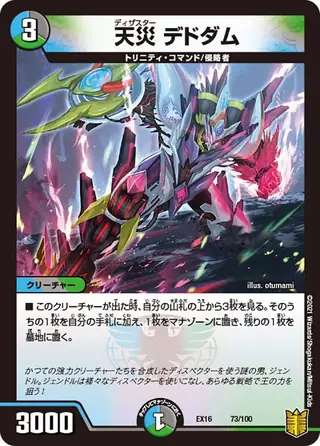 3
ディザスター
天災 デドダム
トリニティ・コマンド/侵略者
illus. otumami
クリーチャー
■このクリーチャーが出た時、自分の山札の上から3枚を見る。そのうちの1枚を自分の手札に加え、1枚をマナゾーンに置き、残りの1枚を墓地に置く。
かつての強力クリーチャーたちを合成したディスペクターを使う謎の男、ジェンドル。ジェンドルは様々なディスペクターを使いこなし、あらゆる戦略で王の力を狙う!
©2021 Wizards/Shogakukan/Mitsui-Kids
3000
1
EX16
73/100